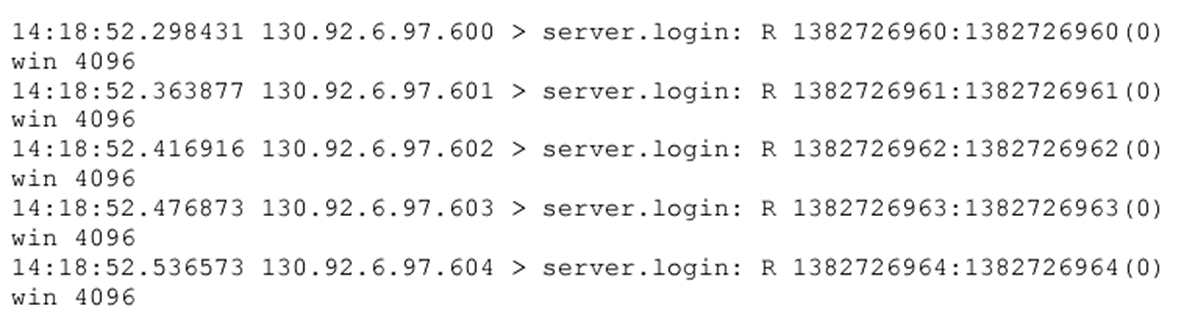 14:18:52.298431 130.92.6.97.600 > server.login: R 1382726960:1382726960(0)
win 4096
14:18:52.363877 130.92.6.97.601 > server.login: R 1382726961:1382726961(0)
win 4096
14:18:52.416916 130.92.6.97.602 > server.login: R 1382726962:1382726962(0)
win 4096
14:18:52.476873 130.92.6.97.603 > server.login: R 1382726963:1382726963(0)
win 4096
14:18:52.536573 130.92.6.97.604 > server.login: R 1382726964:1382726964(0)
win 4096